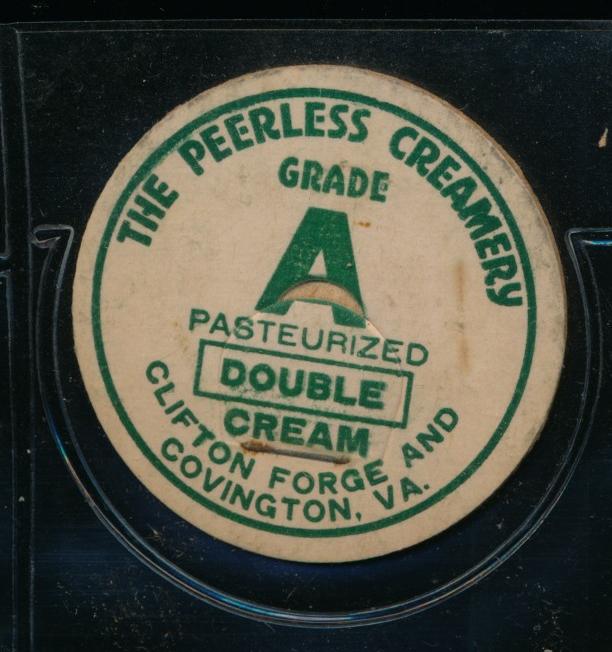 THE PEERLESS CREAMERY
GRADE
A
PASTEURIZED
DOUBLE
CREAM
CLIFTON FORGE AND
COVINGTON, VA.